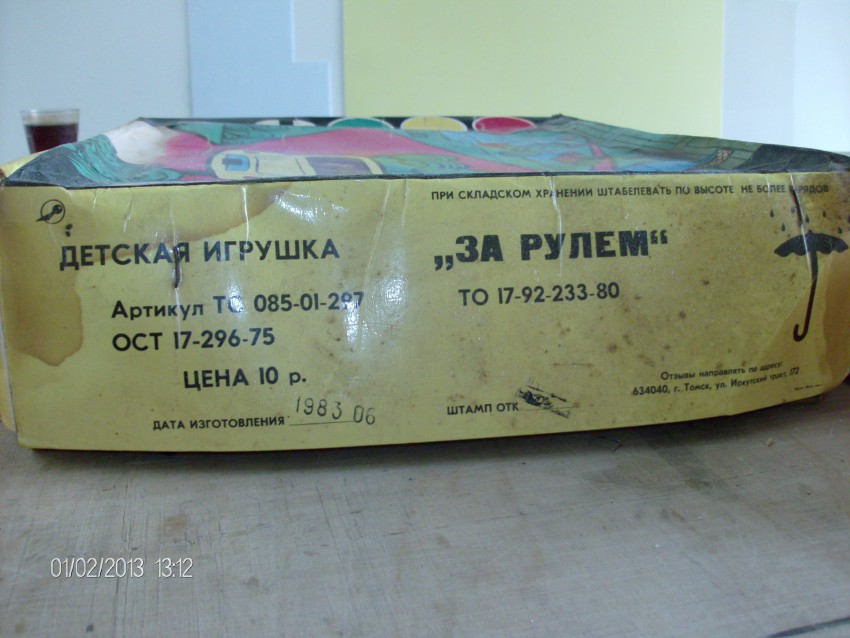 ПРИ СКЛАДСКОМ ХРАНЕНИИ ШТАБЕЛЕВАТЬ ПО ВЫСОТЕ НЕ БОЛЕЕ РЯДОВ
ДЕТСКАЯ ИГРУШКА
Артикул ТО 085-01-297
ОСТ 17-296-75
ЦЕНА 10 р.
ДАТА ИЗГОТОВЛЕНИЯ 1983 06
„ЗА РУЛЕМ“
ТО 17-92-233-80
Отзывы направлять по адресу:
634040, г. Томск, ул. Иркутский тракт, 172
ШТАМП ОТК
01/02/2013 13:12